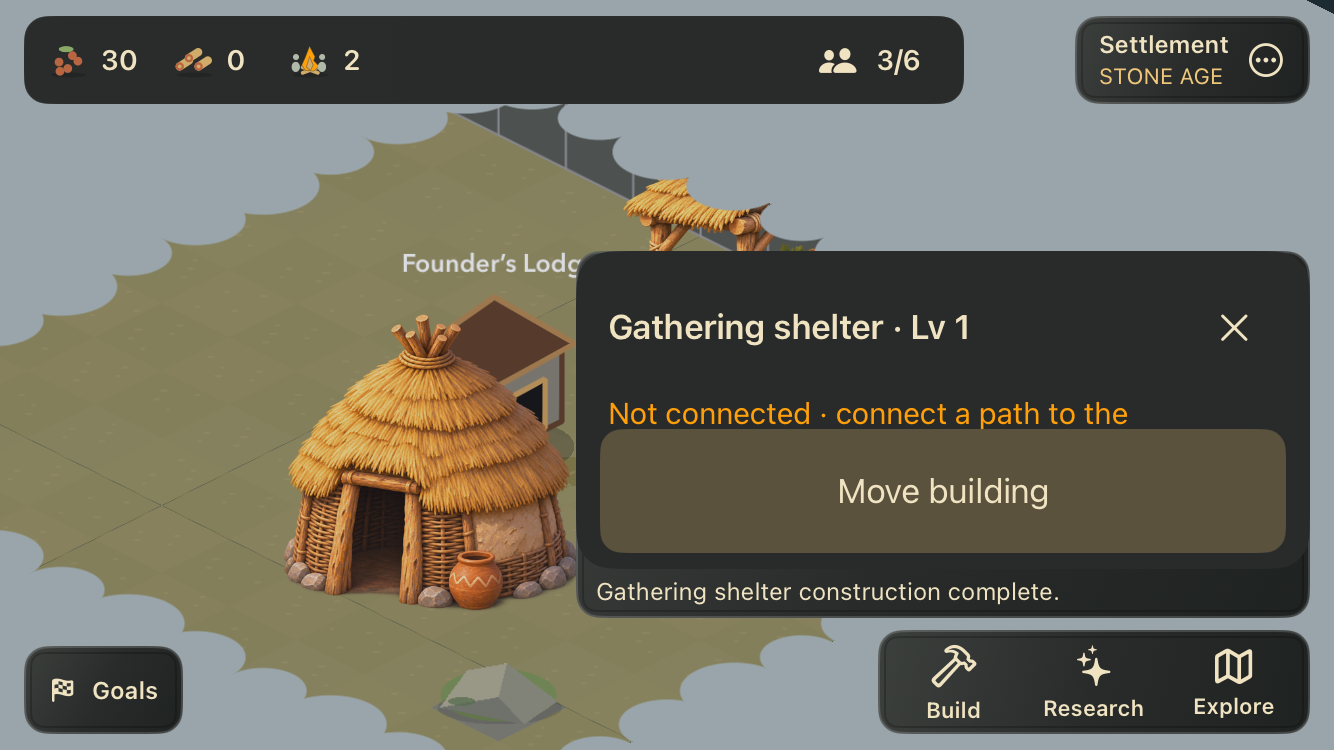 30
0
2
3/6
Settlement
STONE AGE
Founder's Lodg
Gathering shelter · Lv 1
Not connected · connect a path to the
Move building
Gathering shelter construction complete.
Goals
Build
Research
Explore